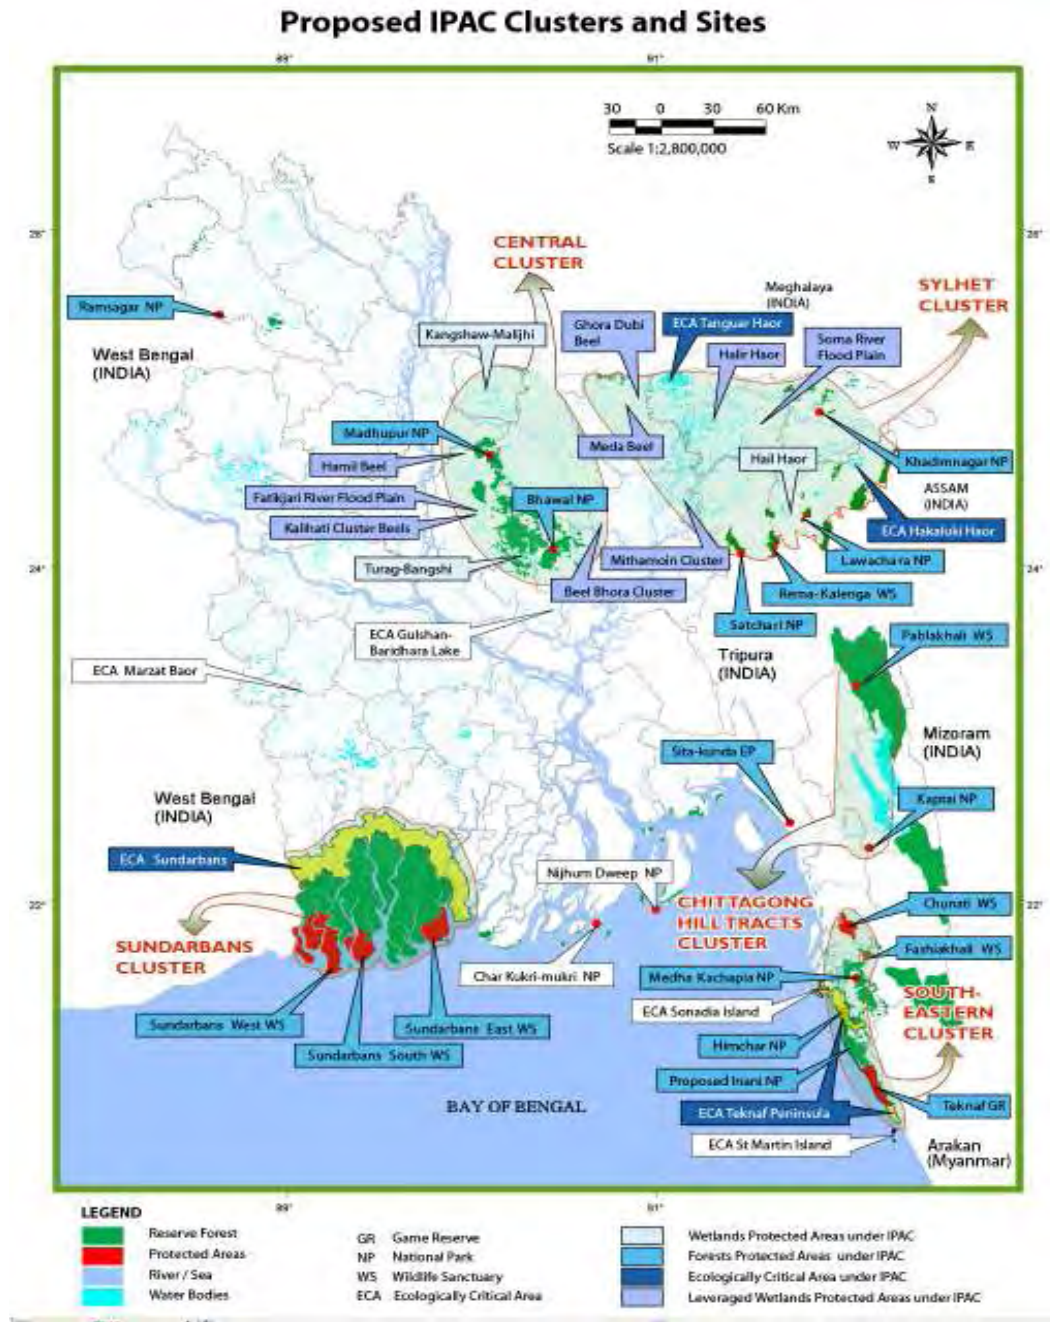 Proposed IPAC Clusters and Sites
89°
91°
30 0 30 60 Km
Scale 1:2,800,000
N
W
E
S
26°
26°
CENTRAL
CLUSTER
SYLHET
CLUSTER
Meghalaya
(INDIA)
Ramsagar NP
Kangshaw-Malijhi
Ghora Dubi
Beel
ECA Tanguar Haor
Halir Haor
Soma River
Flood Plain
West Bengal
(INDIA)
Madhupur NP
Meda Beel
Hamil Beel
Hail Haor
Khadimnagar NP
Fatikjari River Flood Plain
Bhawal NP
ASSAM
(INDIA)
Kalihati Cluster Beels
ECA Hakaluki Haor
Turag-Bangshi
Mithamoin Cluster
Lawachara NP
24°
24°
Beel Bhora Cluster
Rema-Kalenga WS
Satchari NP
ECA Gulshan-
Baridhara Lake
Pablakhali WS
ECA Marzat Baor
Tripura
(INDIA)
Mizoram
(INDIA)
Sita-kunda EP
West Bengal
(INDIA)
Kaptai NP
ECA Sundarbans
Nijhum Dweep NP
22°
22°
CHITTAGONG
HILL TRACTS
CLUSTER
Chunati WS
SUNDARBANS
CLUSTER
Fashiakhali WS
Char Kukri-mukri NP
Medha Kachapia NP
SOUTH-
EASTERN
CLUSTER
ECA Sonadia Island
Sundarbans West WS
Sundarbans East WS
Himchar NP
Sundarbans South WS
Proposed Inani NP
BAY OF BENGAL
ECA Teknaf Peninsula
Teknaf GR
ECA St Martin Island
Arakan
(Myanmar)
89°
91°
LEGEND
Reserve Forest
Protected Areas
River / Sea
Water Bodies
GR Game Reserve
NP National Park
WS Wildlife Sanctuary
ECA Ecologically Critical Area
Wetlands Protected Areas under IPAC
Forests Protected Areas under IPAC
Ecologically Critical Area under IPAC
Leveraged Wetlands Protected Areas under IPAC